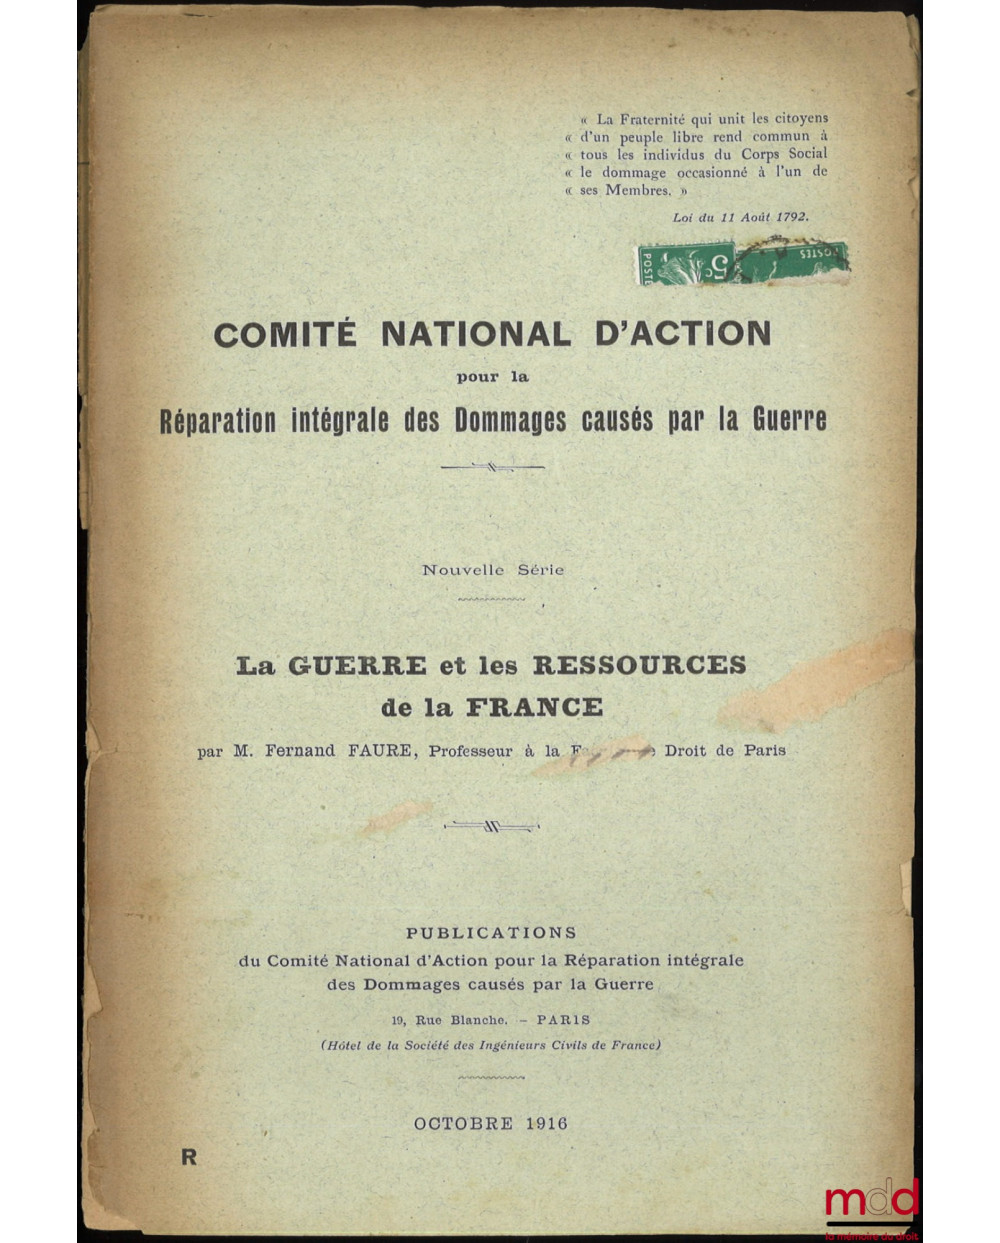 « La Fraternité qui unit les citoyens
« d'un peuple libre rend commun à
« tous les individus du Corps Social
« le dommage occasionné à l'un de
« ses Membres. »
Loi du 11 Août 1792.
POSTES
5c
POSTES
COMITÉ NATIONAL D'ACTION
pour la
Réparation intégrale des Dommages causés par la Guerre
Nouvelle Série
La GUERRE et les RESSOURCES
de la FRANCE
par M. Fernand FAURE, Professeur à la Droit de Paris
PUBLICATIONS
du Comité National d'Action pour la Réparation intégrale
des Dommages causés par la Guerre
19, Rue Blanche. - PARIS
(Hôtel de la Société des Ingénieurs Civils de France)
OCTOBRE 1916
R
mdd
la mémoire du droit